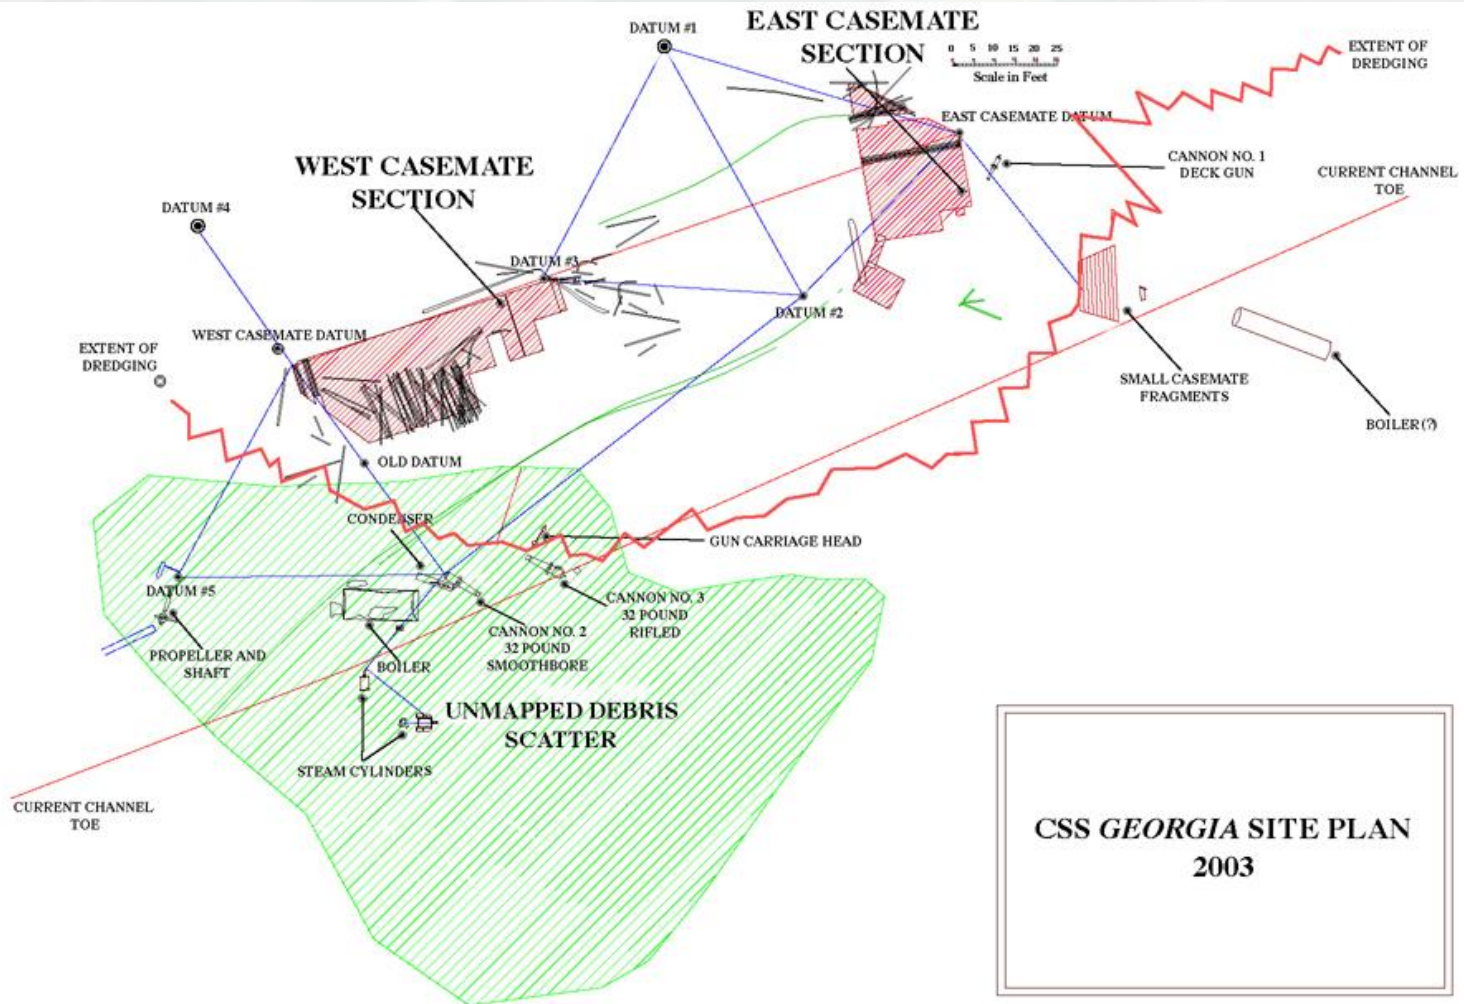 DATUM #1
EAST CASEMATE
SECTION
0 5 10 15 20 25
Scale in Feet
EXTENT OF
DREDGING
EAST CASEMATE DATUM
CANNON NO. 1
DECK GUN
CURRENT CHANNEL
TOE
WEST CASEMATE
SECTION
DATUM #4
DATUM #3
DATUM #2
WEST CASEMATE DATUM
EXTENT OF
DREDGING
SMALL CASEMATE
FRAGMENTS
BOILER (?)
OLD DATUM
CONDENSER
GUN CARRIAGE HEAD
DATUM #5
CANNON NO. 3
32 POUND
RIFLED
CANNON NO. 2
32 POUND
SMOOTHBORE
PROPELLER AND
SHAFT
BOILER
UNMAPPED DEBRIS
SCATTER
STEAM CYLINDERS
CURRENT CHANNEL
TOE
CSS GEORGIA SITE PLAN
2003